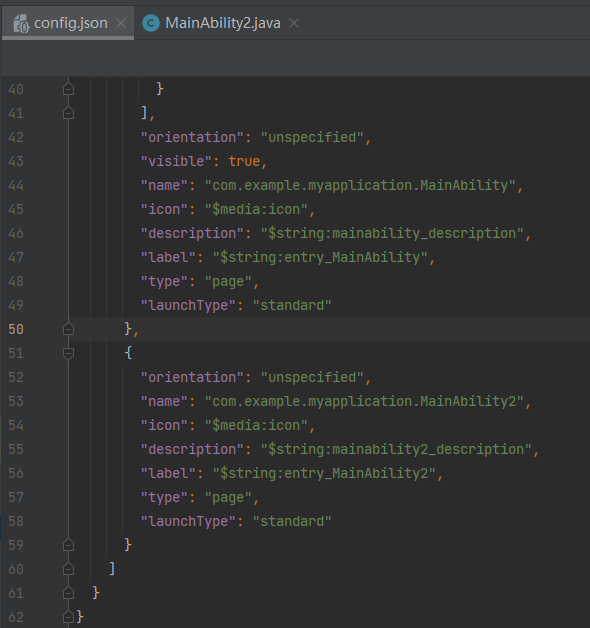 config.json MainAbility2.java
40 }
41 ],
42 "orientation": "unspecified",
43 "visible": true,
44 "name": "com.example.myapplication.MainAbility",
45 "icon": "$media:icon",
46 "description": "$string:mainability_description",
47 "label": "$string:entry_MainAbility",
48 "type": "page",
49 "launchType": "standard"
50 },
51 {
52 "orientation": "unspecified",
53 "name": "com.example.myapplication.MainAbility2",
54 "icon": "$media:icon",
55 "description": "$string:mainability2_description",
56 "label": "$string:entry_MainAbility2",
57 "type": "page",
58 "launchType": "standard"
59 }
60 ]
61 }
62 }